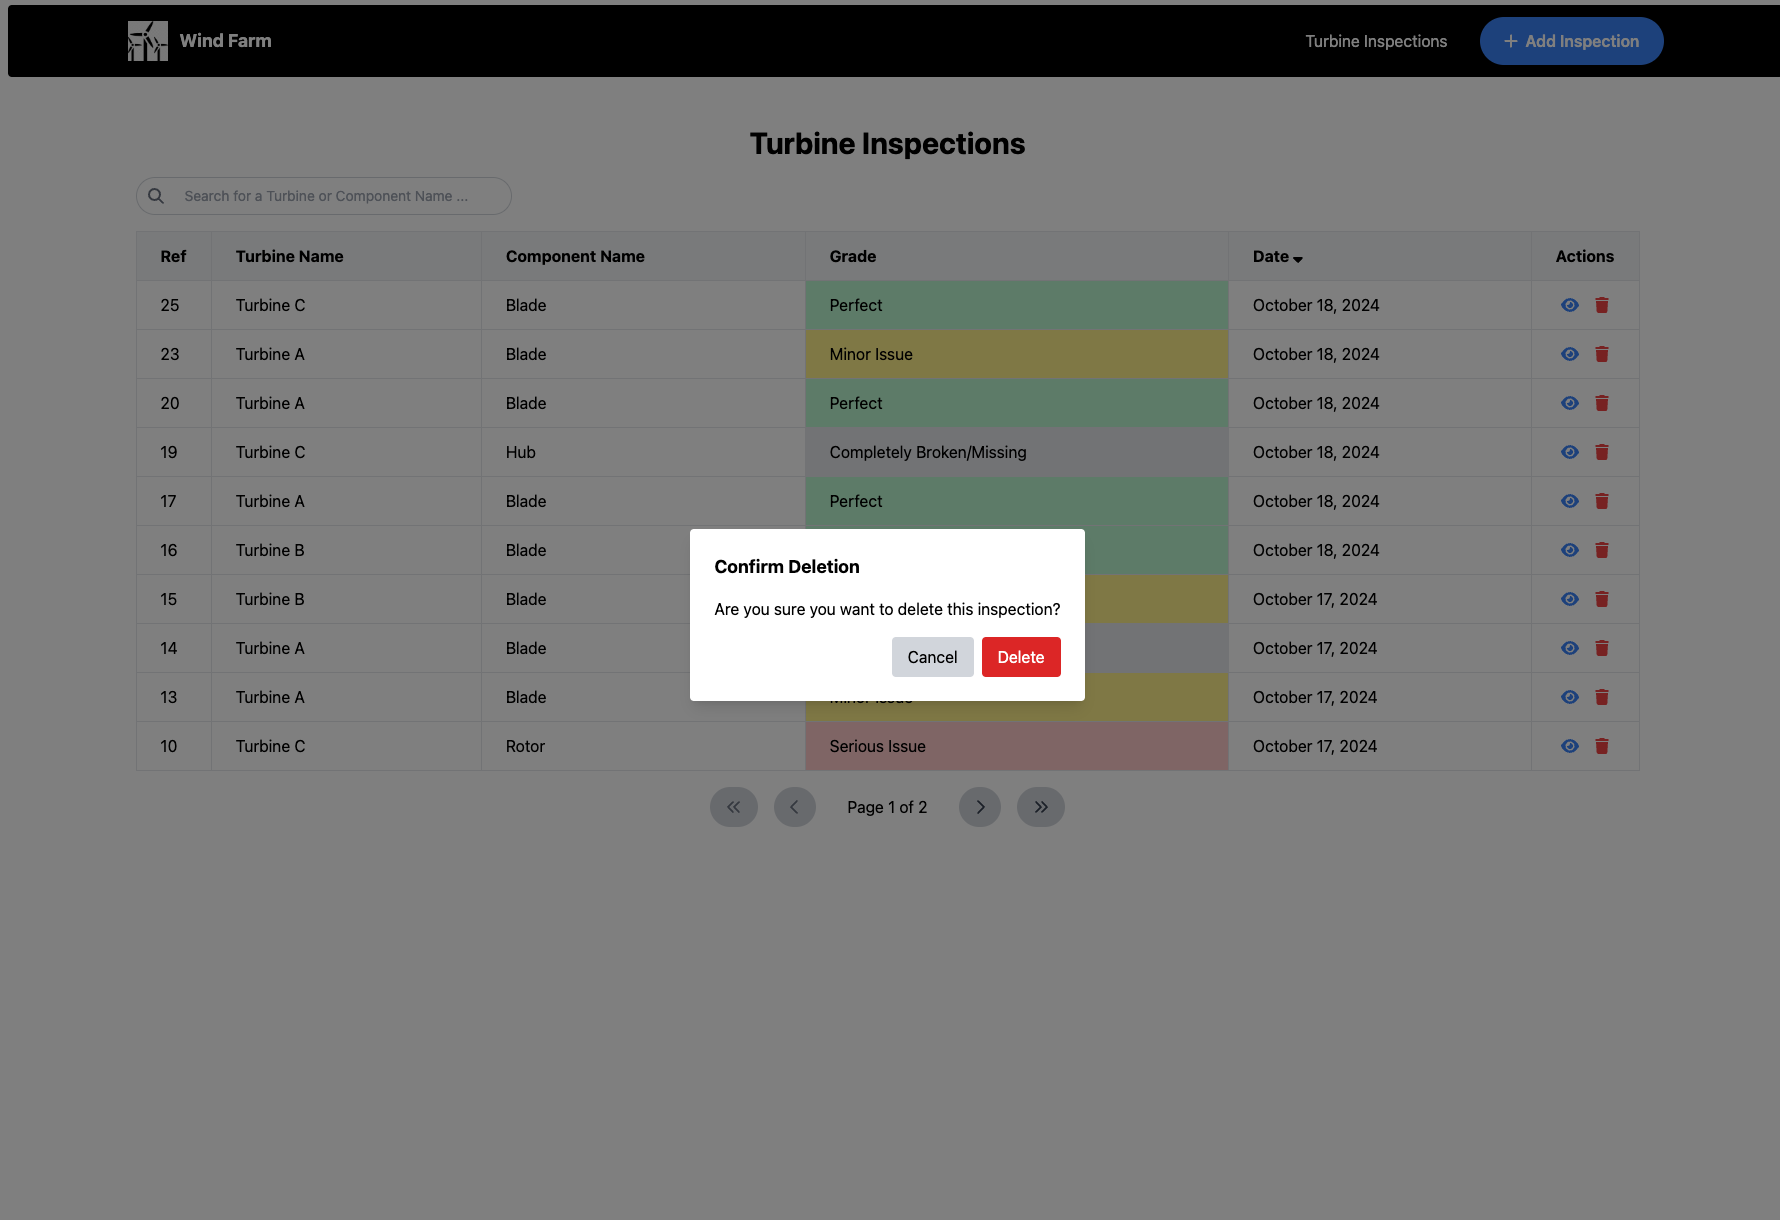 Wind Farm
Turbine Inspections
Add Inspection
Turbine Inspections
Search for a Turbine or Component Name ...
Ref Turbine Name Component Name Grade Date Actions
25 Turbine C Blade Perfect October 18, 2024
23 Turbine A Blade Minor Issue October 18, 2024
20 Turbine A Blade Perfect October 18, 2024
19 Turbine C Hub Completely Broken/Missing October 18, 2024
17 Turbine A Blade Perfect October 18, 2024
16 Turbine B Blade October 18, 2024
15 Turbine B Blade October 17, 2024
14 Turbine A Blade October 17, 2024
13 Turbine A Blade Minor Issue October 17, 2024
10 Turbine C Rotor Serious Issue October 17, 2024
Confirm Deletion
Are you sure you want to delete this inspection?
Cancel Delete
Page 1 of 2